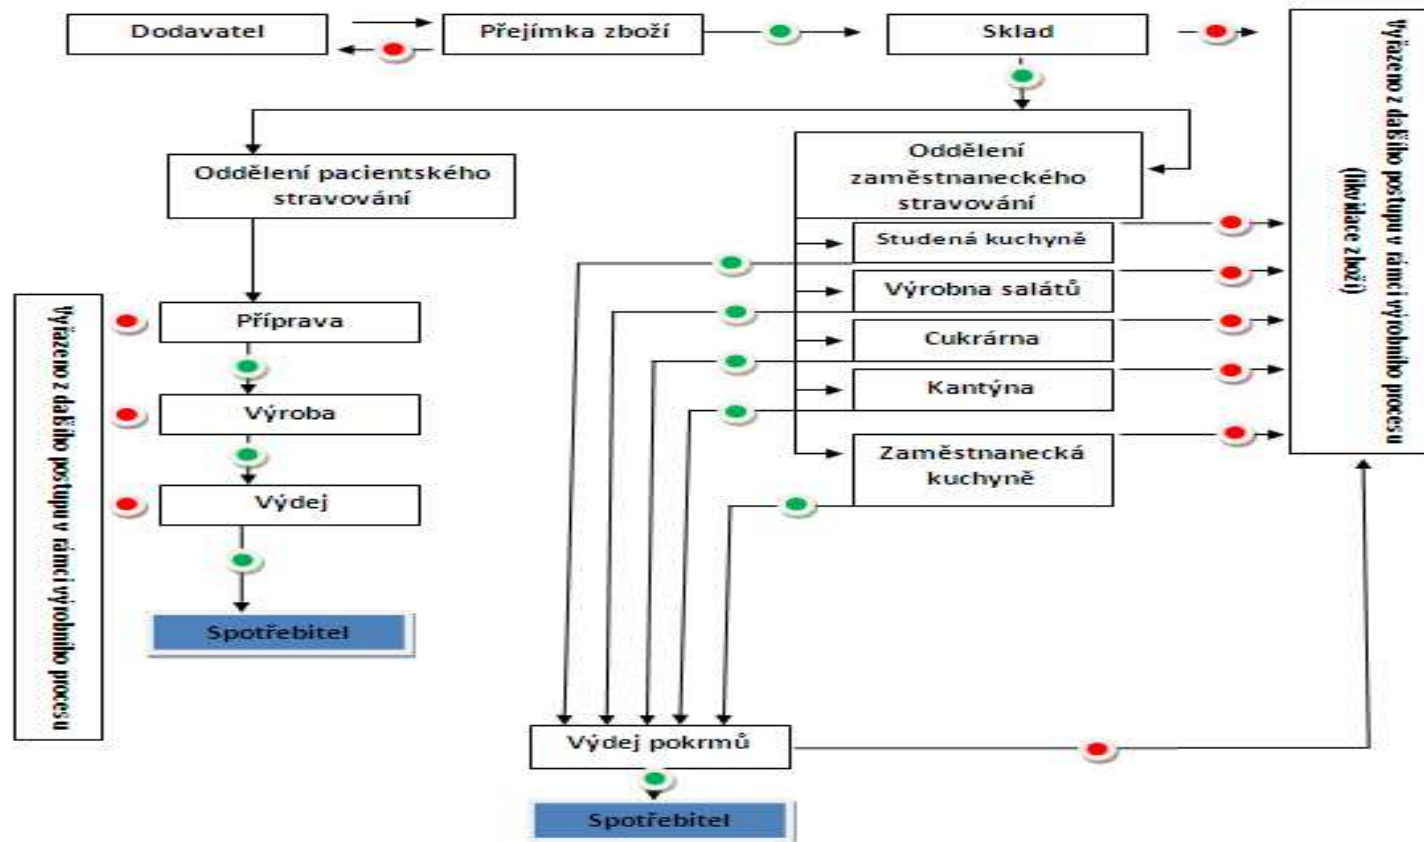 Dodavatel
Přejímka zboží
Sklad
Vyřazeno z dalšího postupu v rámci výrobního procesu
(likvidace zboží)
Oddělení pacientského
stravování
Oddělení
zaměstnaneckého
stravování
Studená kuchyně
Výrobna salátů
Cukrárna
Kantýna
Zaměstnanecká
kuchyně
Vyřazeno z dalšího postupu v rámci výrobního procesu
Příprava
Výroba
Výdej
Spotřebitel
Výdej pokrmů
Spotřebitel